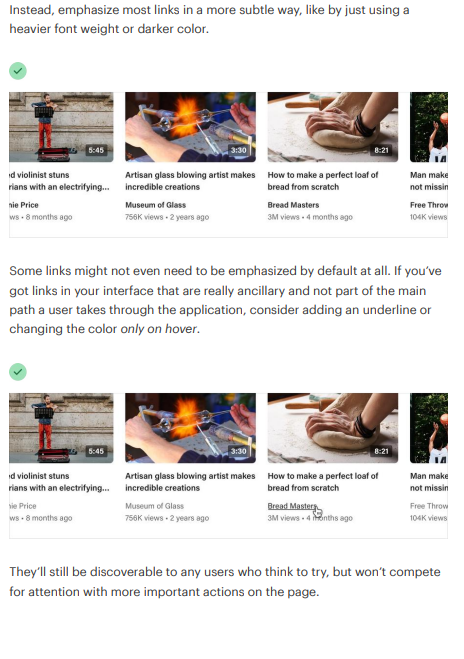 Instead, emphasize most links in a more subtle way, like by just using a
heavier font weight or darker color.
5:45
3:30
8:21
ed violinist stuns
rians with an electrifying...
nie Price
ws • 8 months ago
Artisan glass blowing artist makes
incredible creations
Museum of Glass
756K views • 2 years ago
How to make a perfect loaf of
bread from scratch
Bread Masters
3M views • 4 months ago
Man make
not missin
Free Throw
104K views
Some links might not even need to be emphasized by default at all. If you’ve
got links in your interface that are really ancillary and not part of the main
path a user takes through the application, consider adding an underline or
changing the color only on hover.
5:45
3:30
8:21
ed violinist stuns
rians with an electrifying...
nie Price
ws • 8 months ago
Artisan glass blowing artist makes
incredible creations
Museum of Glass
756K views • 2 years ago
How to make a perfect loaf of
bread from scratch
Bread Masters
3M views • 4 months ago
Man make
not missin
Free Throw
104K views
They’ll still be discoverable to any users who think to try, but won’t compete
for attention with more important actions on the page.